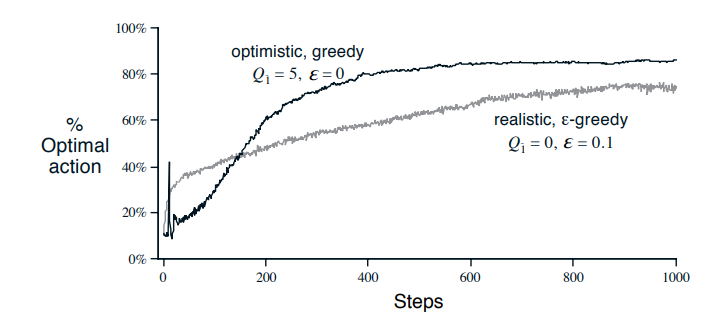 100%
80%
60%
40%
20%
0%
% 
Optimal
action
optimistic, greedy
Q₁ = 5, ε = 0
realistic, ε-greedy
Q₁ = 0, ε = 0.1
0 200 400 600 800 1000
Steps